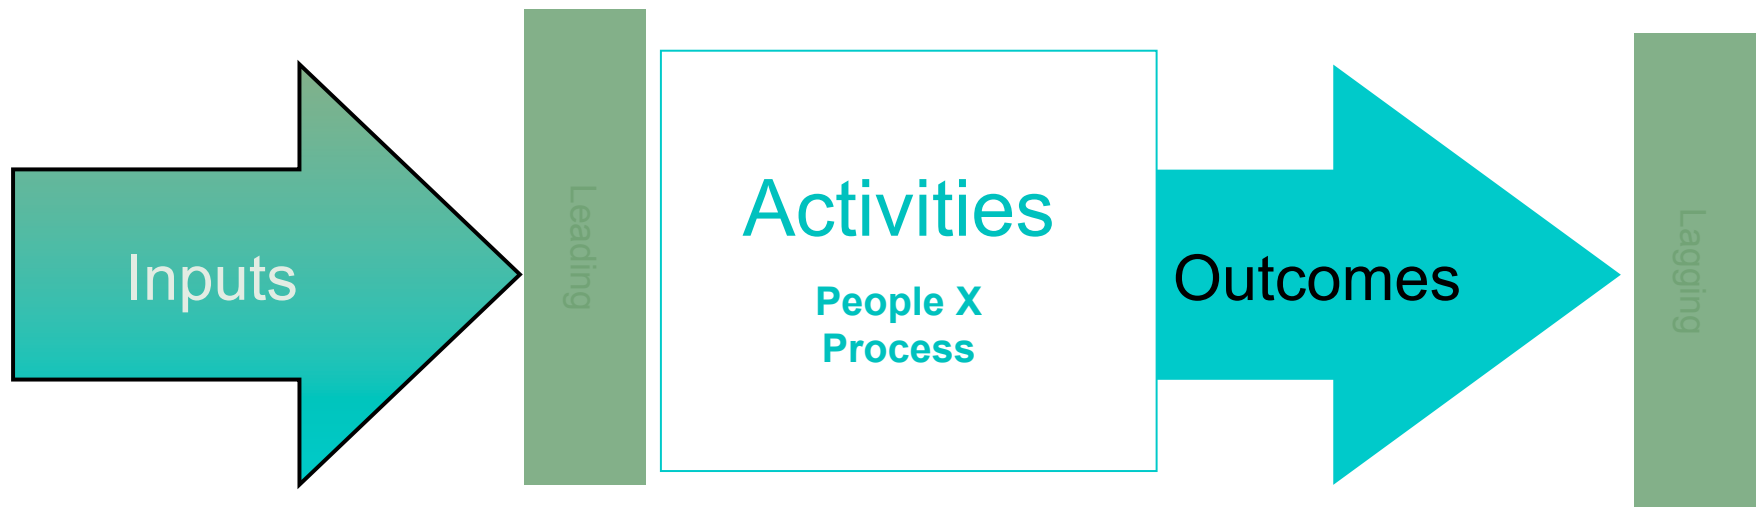 Inputs
Leading
Activities
People X
Process
Outcomes
Lagging